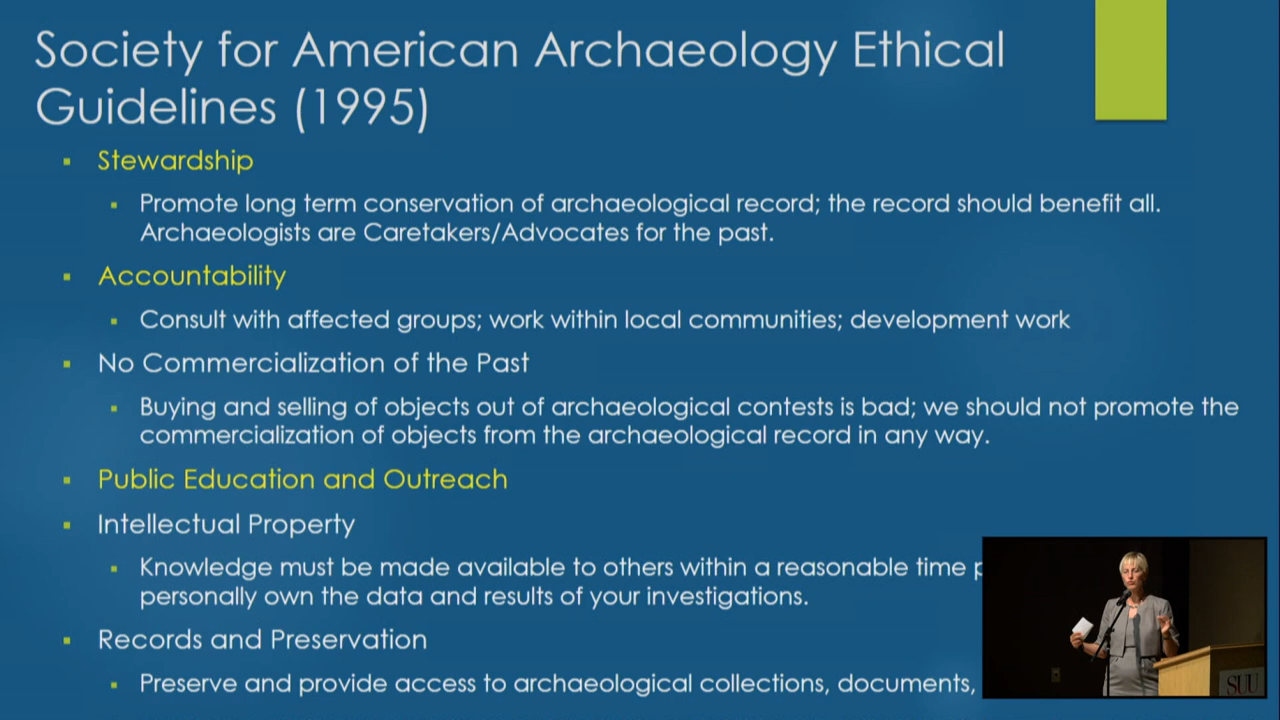 Society for American Archaeology Ethical
Guidelines (1995)
Stewardship
Promote long term conservation of archaeological record; the record should benefit all.
Archaeologists are Caretakers/Advocates for the past.
Accountability
Consult with affected groups; work within local communities; development work
No Commercialization of the Past
Buying and selling of objects out of archaeological contests is bad; we should not promote the
commercialization of objects from the archaeological record in any way.
Public Education and Outreach
Intellectual Property
Knowledge must be made available to others within a reasonable time
personally own the data and results of your investigations.
Records and Preservation
Preserve and provide access to archaeological collections, documents,
SUU